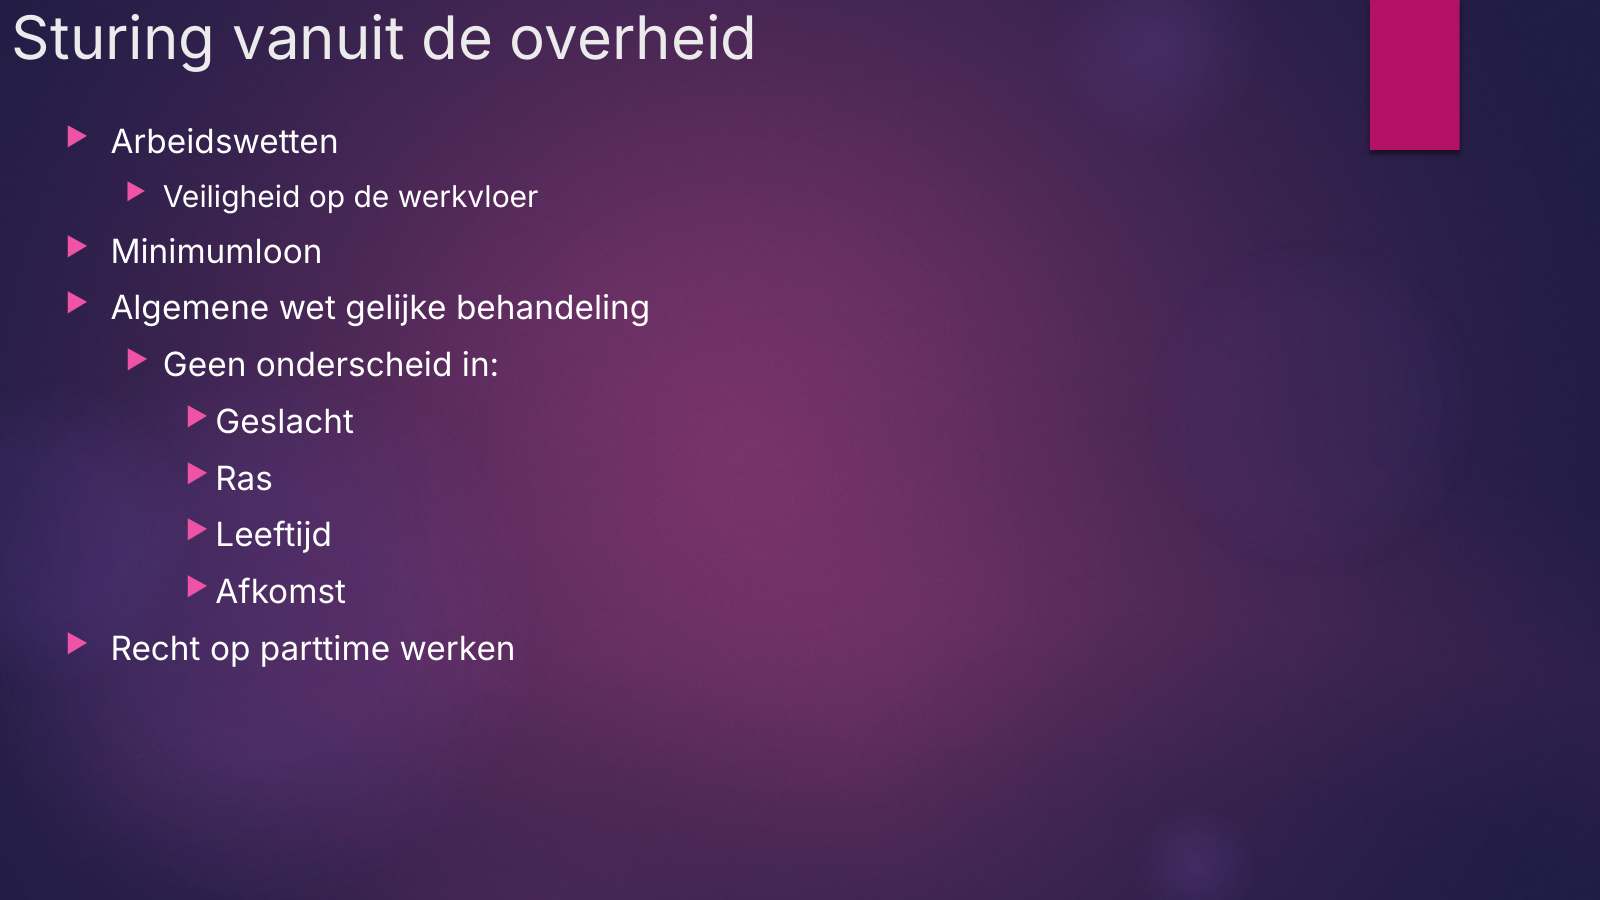 Sturing vanuit de overheid
Arbeidswetten
Veiligheid op de werkvloer
Minimumloon
Algemene wet gelijke behandeling
Geen onderscheid in:
Geslacht
Ras
Leeftijd
Afkomst
Recht op parttime werken